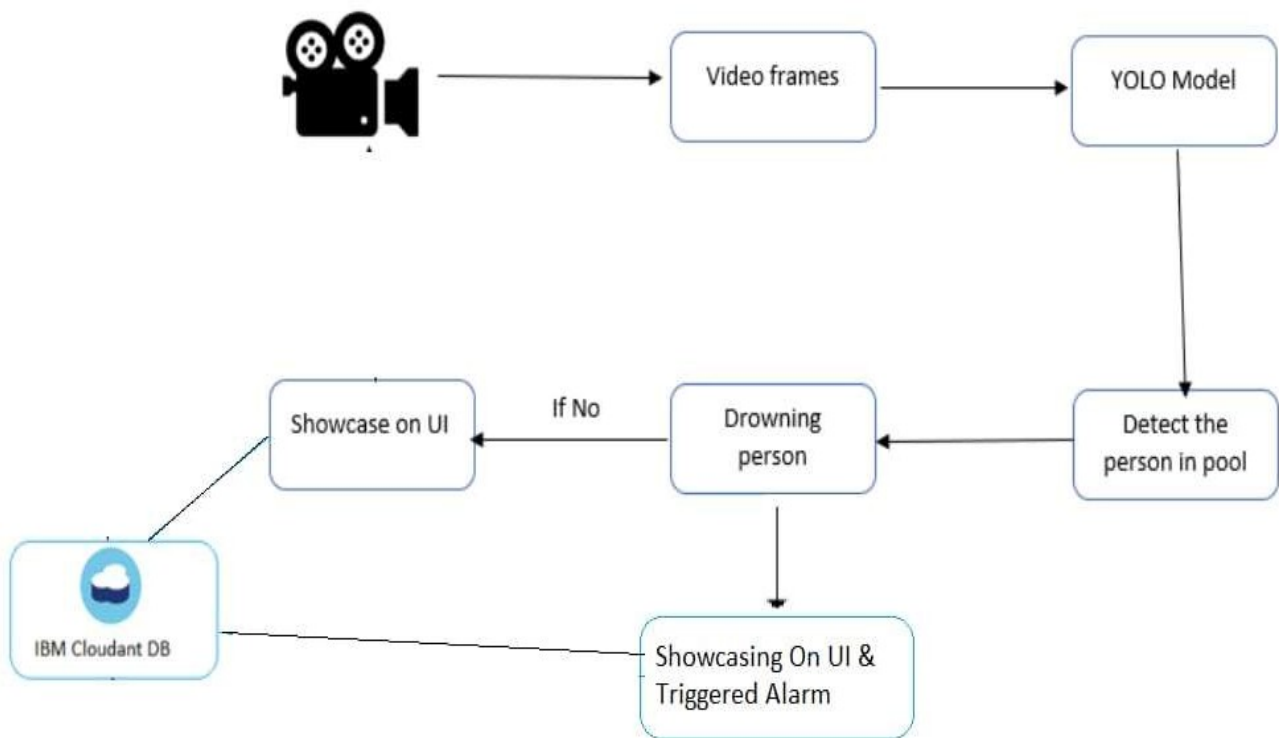 Video frames
YOLO Model
Detect the
person in pool
Drowning
person
If No
Showcase on UI
IBM Cloudant DB
Showcasing On UI &
Triggered Alarm